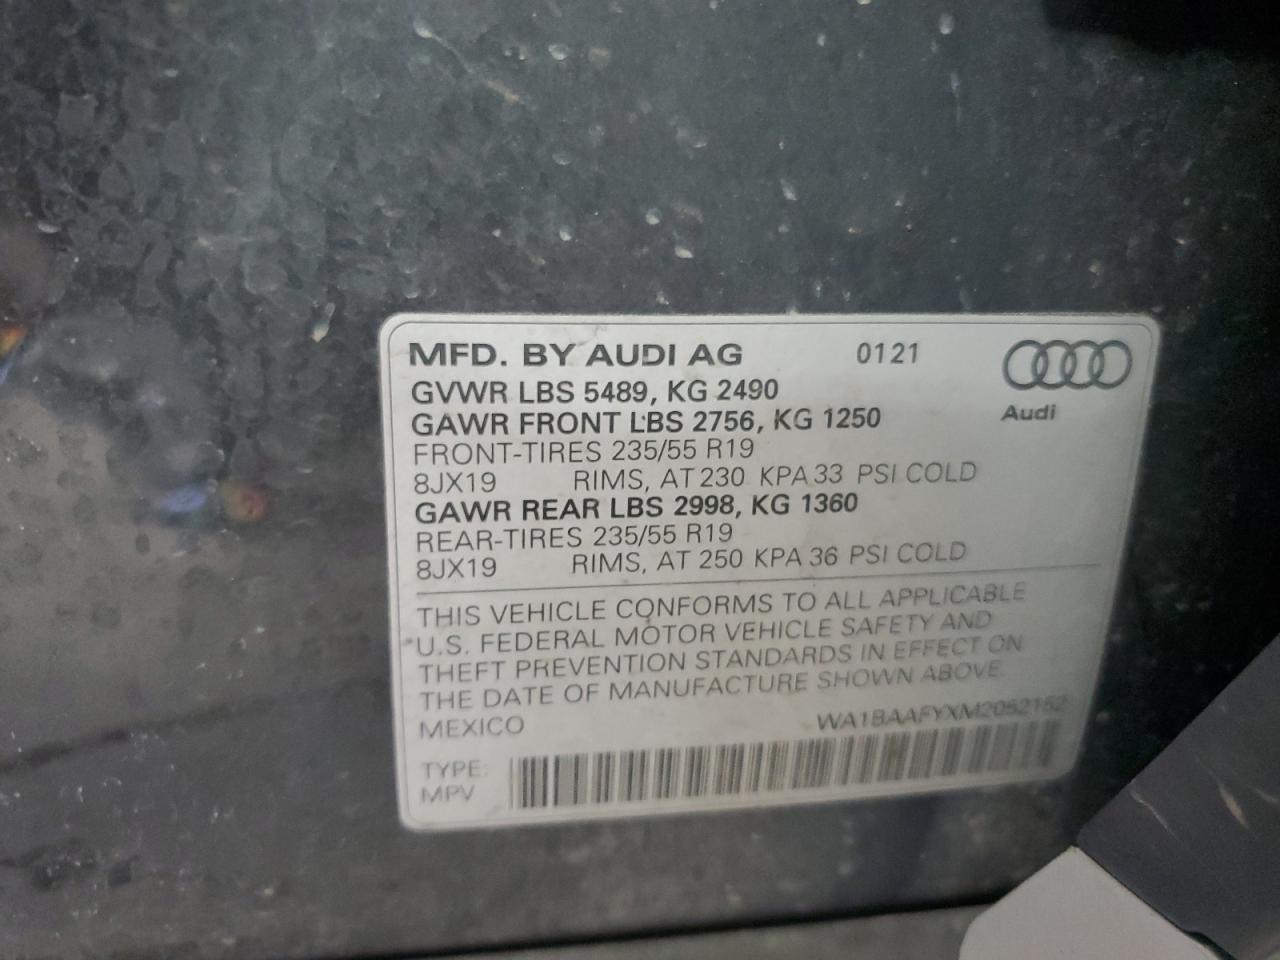 MFD. BY AUDI AG 0121
GVWR LBS 5489, KG 2490
Audi
GAWR FRONT LBS 2756, KG 1250
FRONT-TIRES 235/55 R19
8JX19 RIMS, AT 230 KPA 33 PSI COLD
GAWR REAR LBS 2998, KG 1360
REAR-TIRES 235/55 R19
8JX19 RIMS, AT 250 KPA 36 PSI COLD
THIS VEHICLE CONFORMS TO ALL APPLICABLE
U.S. FEDERAL MOTOR VEHICLE SAFETY AND
THEFT PREVENTION STANDARDS IN EFFECT ON
THE DATE OF MANUFACTURE SHOWN ABOVE.
MEXICO WA1BAAFYXM2052152
TYPE:
MPV